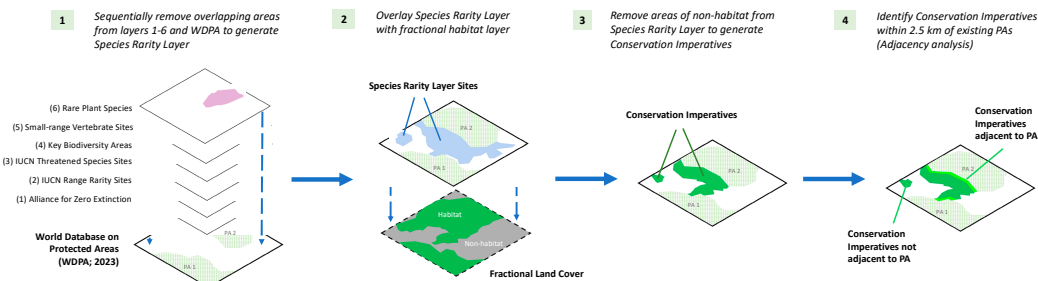 1
Sequentially remove overlapping areas
from layers 1-6 and WDPA to generate
Species Rarity Layer
(6) Rare Plant Species
(5) Small-range Vertebrate Sites
(4) Key Biodiversity Areas
(3) IUCN Threatened Species Sites
(2) IUCN Range Rarity Sites
(1) Alliance for Zero Extinction
World Database on
Protected Areas
(WDPA; 2023)
PA 2
PA 1
2
Overlay Species Rarity Layer
with fractional habitat layer
Species Rarity Layer Sites
PA 2
PA 1
Habitat
Non-habitat
Fractional Land Cover
3
Remove areas of non-habitat from
Species Rarity Layer to generate
Conservation Imperatives
Conservation Imperatives
PA 2
PA 1
4
Identify Conservation Imperatives
within 2.5 km of existing PAs
(Adjacency analysis)
Conservation
Imperatives
adjacent to PA
PA 2
PA 1
Conservation
Imperatives not
adjacent to PA